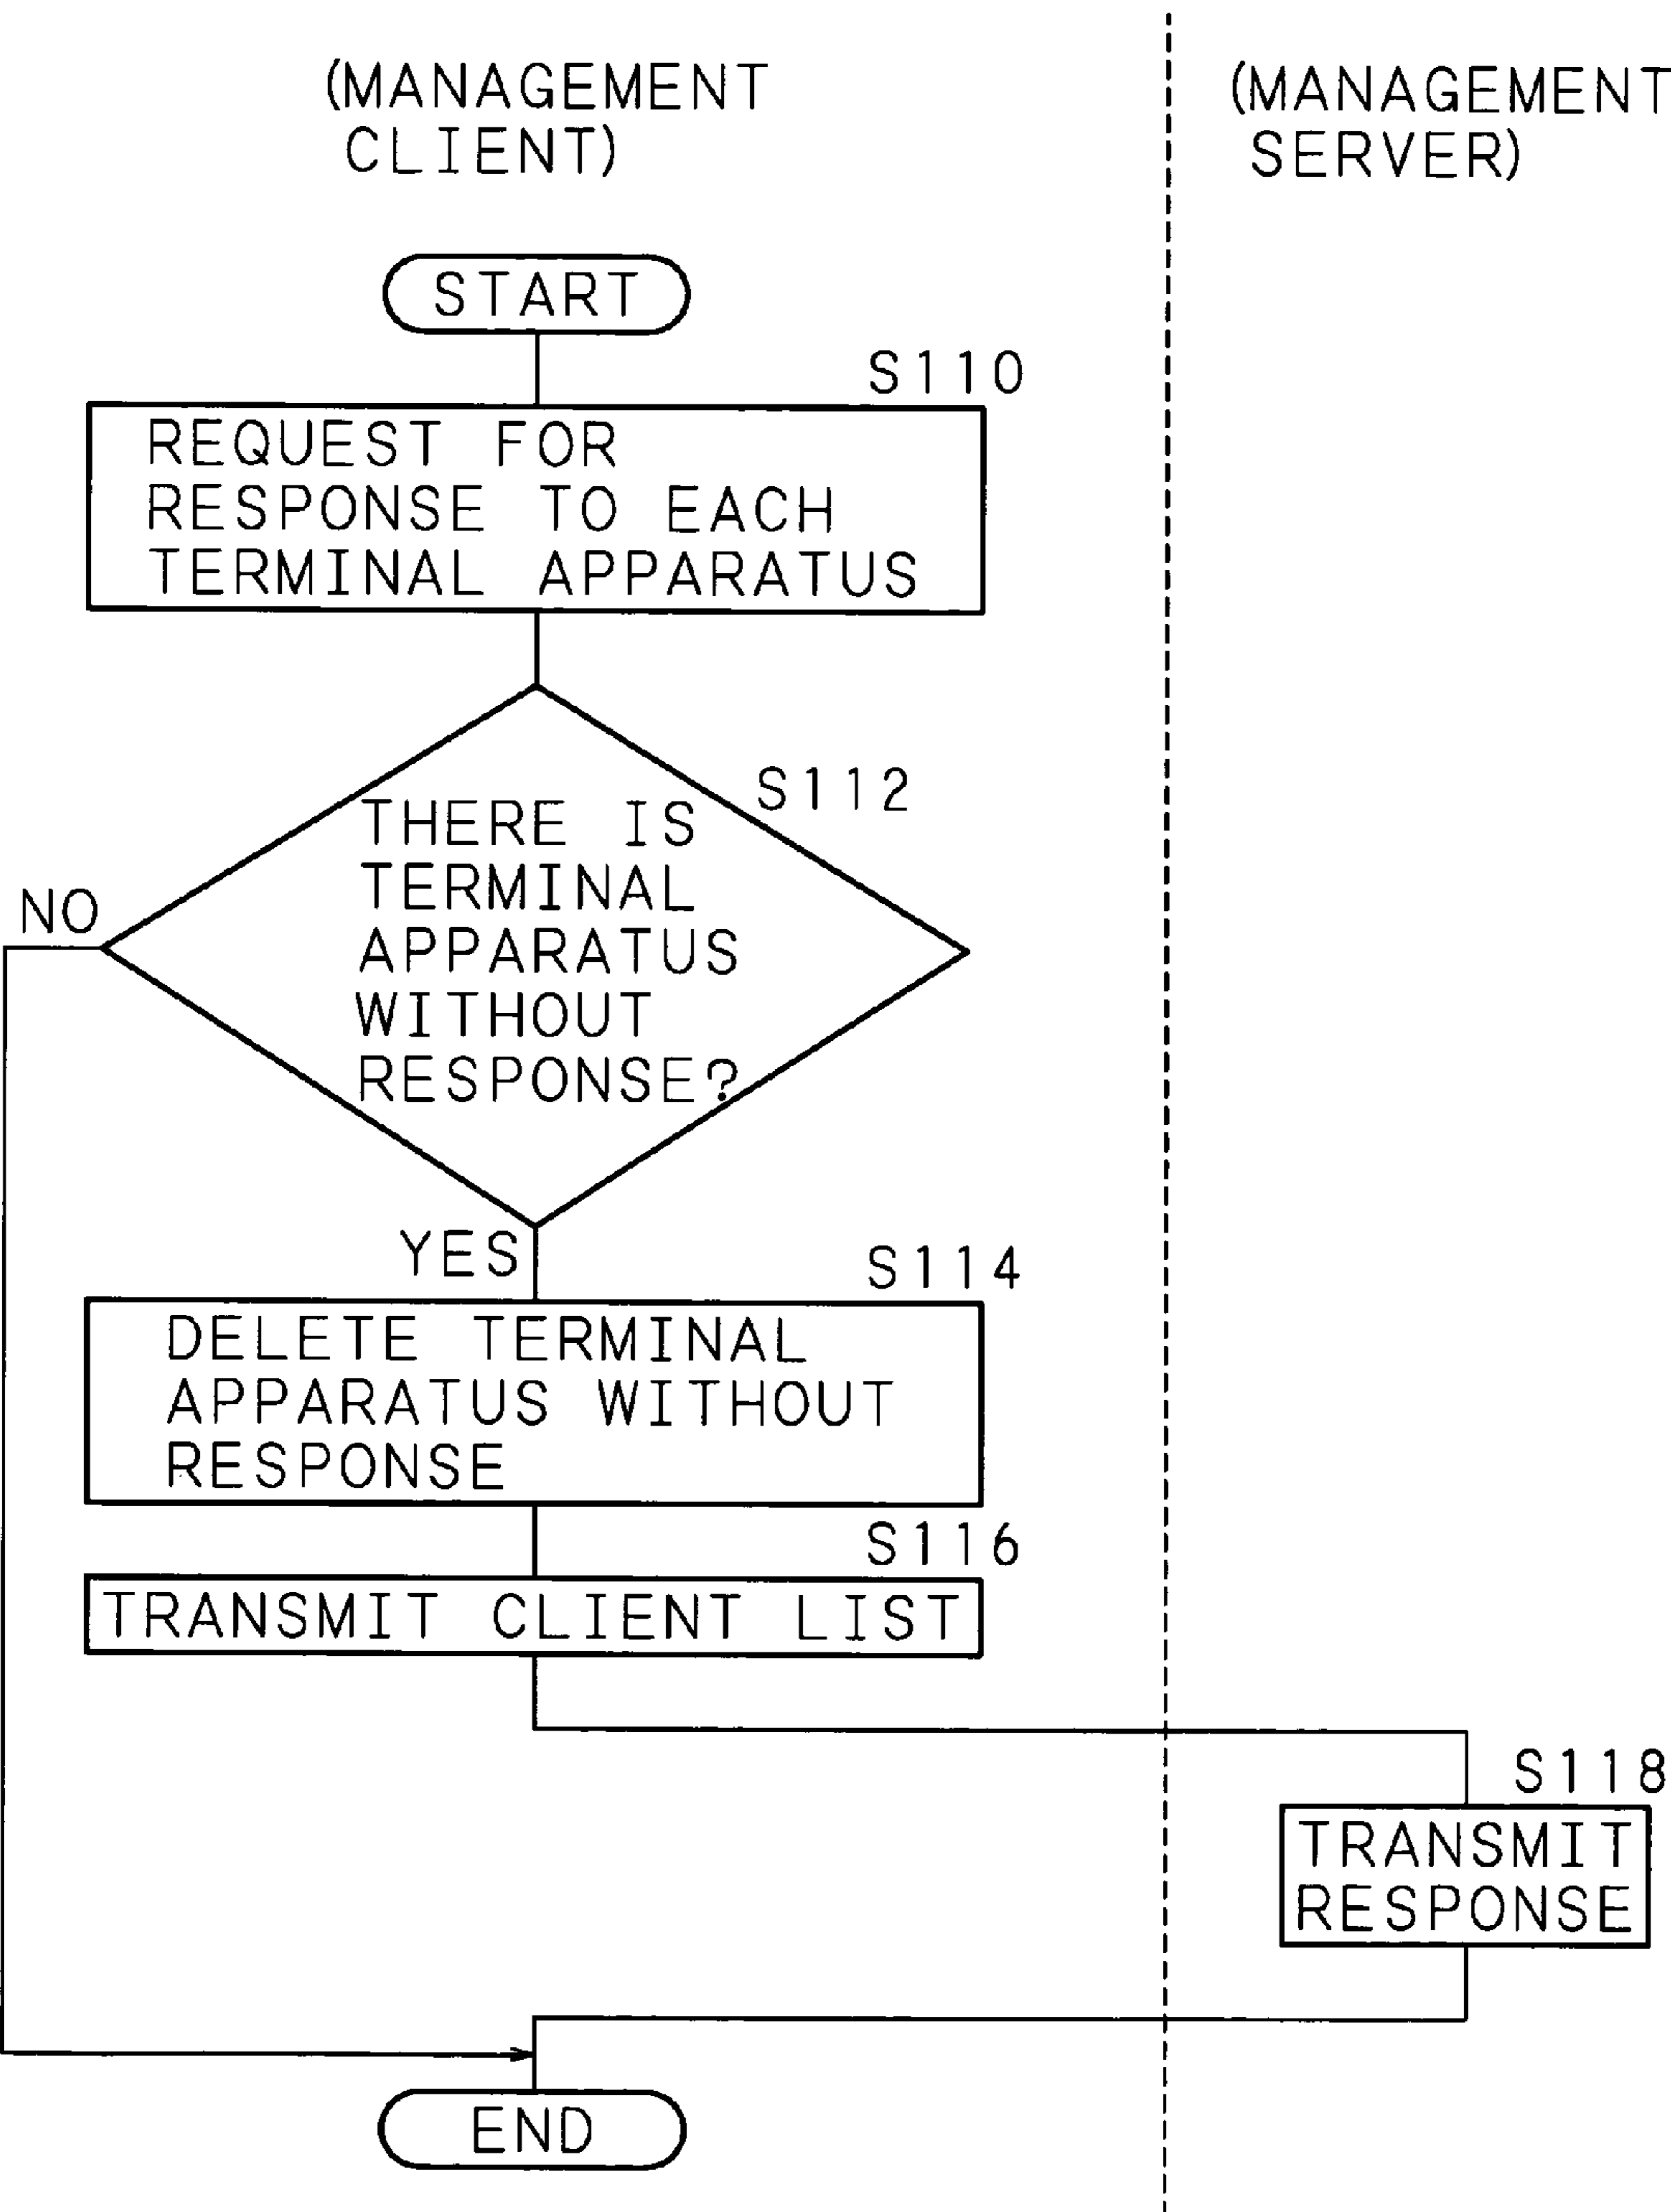 (MANAGEMENT
CLIENT)
(MANAGEMENT
SERVER)
START
S110
REQUEST FOR
RESPONSE TO EACH
TERMINAL APPARATUS
S112
THERE IS
TERMINAL
APPARATUS
WITHOUT
RESPONSE?
NO
YES
S114
DELETE TERMINAL
APPARATUS WITHOUT
RESPONSE
S116
TRANSMIT CLIENT LIST
S118
TRANSMIT
RESPONSE
END